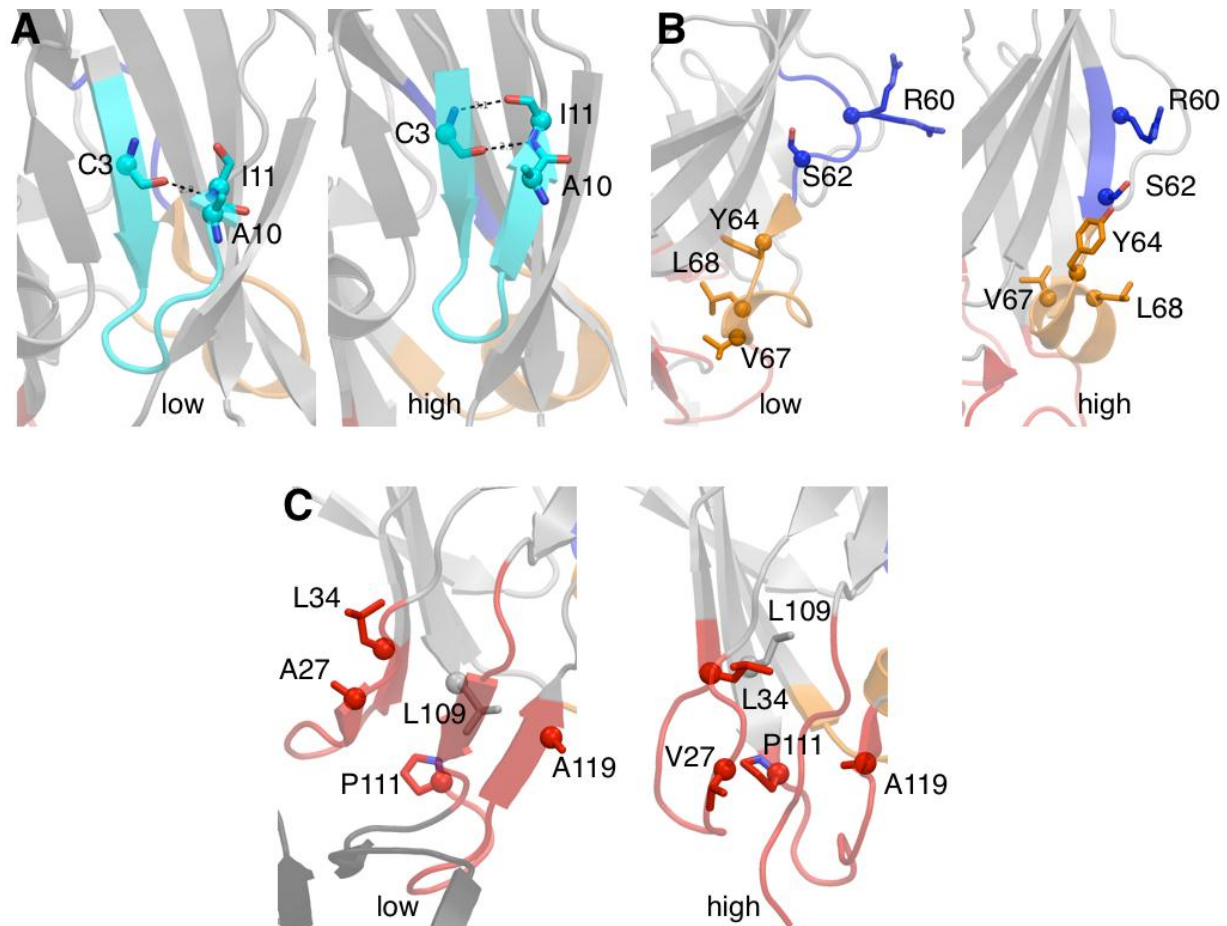 A
C3
I11
A10
low
C3
I11
A10
high
B
R60
S62
Y64
L68
V67
low
R60
S62
Y64
V67
L68
high
C
L34
A27
L109
P111
A119
low
L109
L34
V27
P111
A119
high